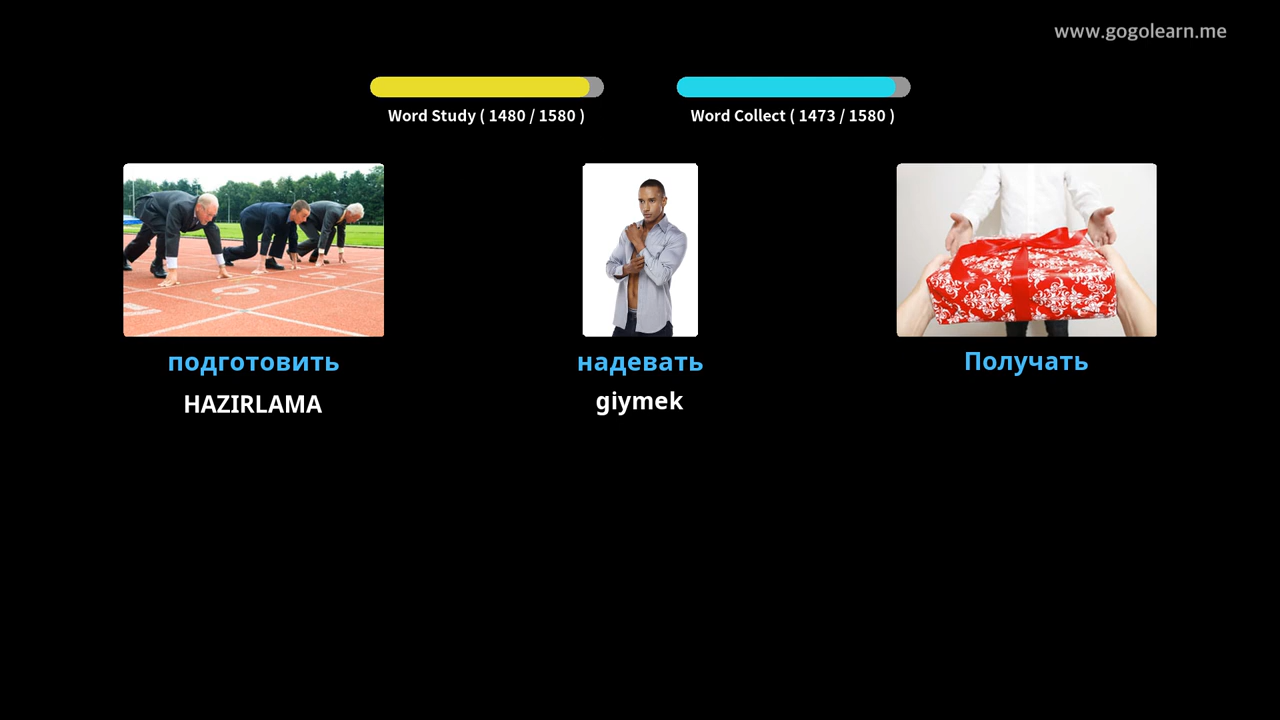 www.gogolearn.me
Word Study ( 1480 / 1580 )
Word Collect ( 1473 / 1580 )
подготовить
надевать
Получать
HAZIRLAMA
giymek